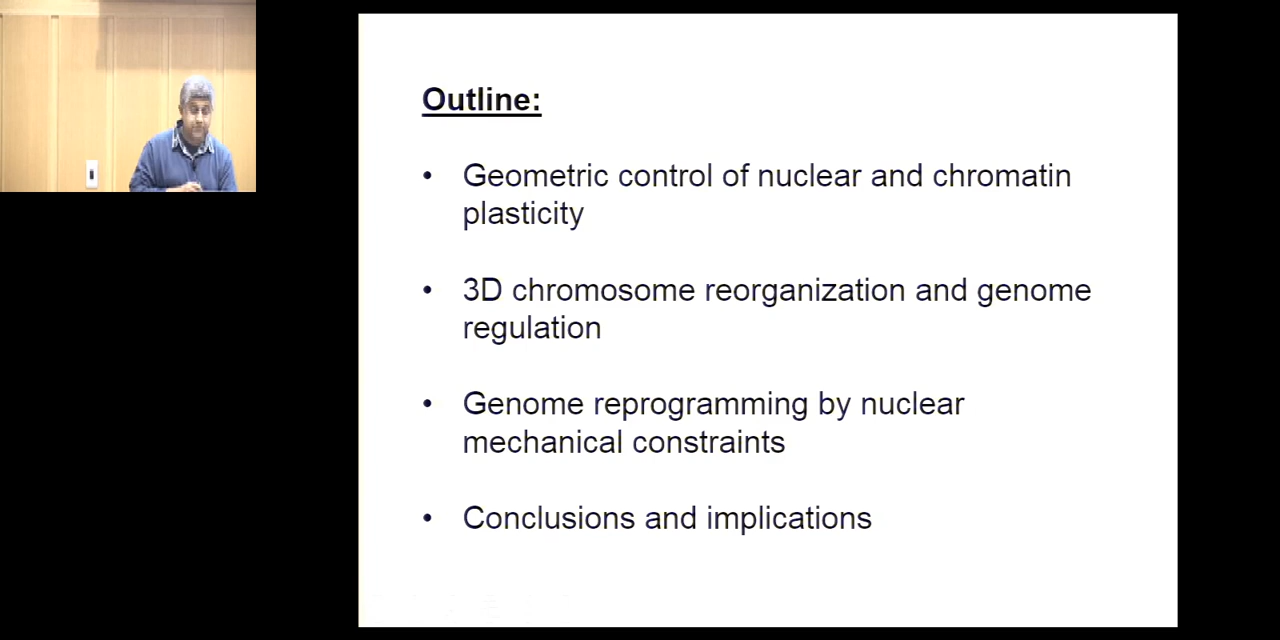 Outline:
• Geometric control of nuclear and chromatin
plasticity
• 3D chromosome reorganization and genome
regulation
• Genome reprogramming by nuclear
mechanical constraints
• Conclusions and implications